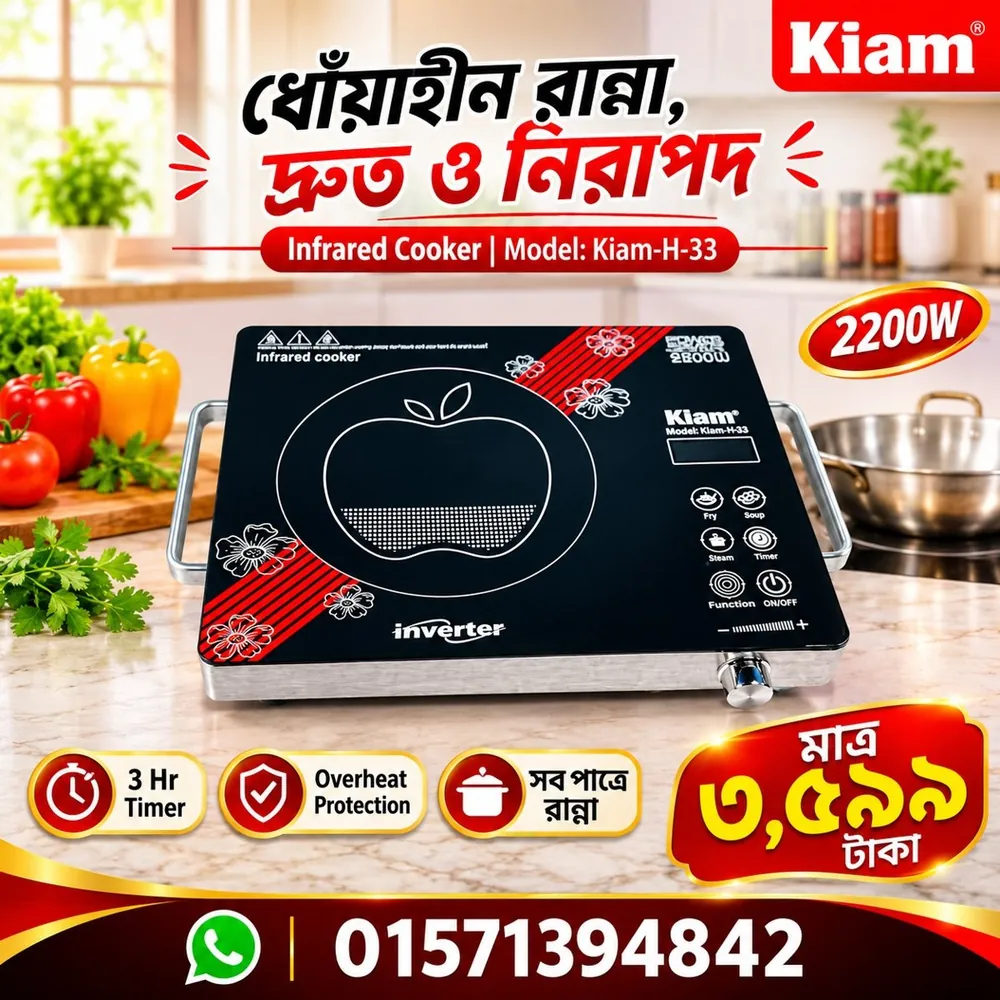 Kiam®
ধোঁয়াহীন রান্না,
দ্রুত ও নিরাপদ
Infrared Cooker | Model: Kiam-H-33
2200W
Infrared cooker
2800W
Kiam®
Model: Kiam-H-33
Fry Soup
Steam Timer
Function ON/OFF
− +
inverter
3 Hr
Timer
Overheat
Protection
সব পাত্রে
রান্না
মাত্র
৩,৫৯৯
টাকা
01571394842